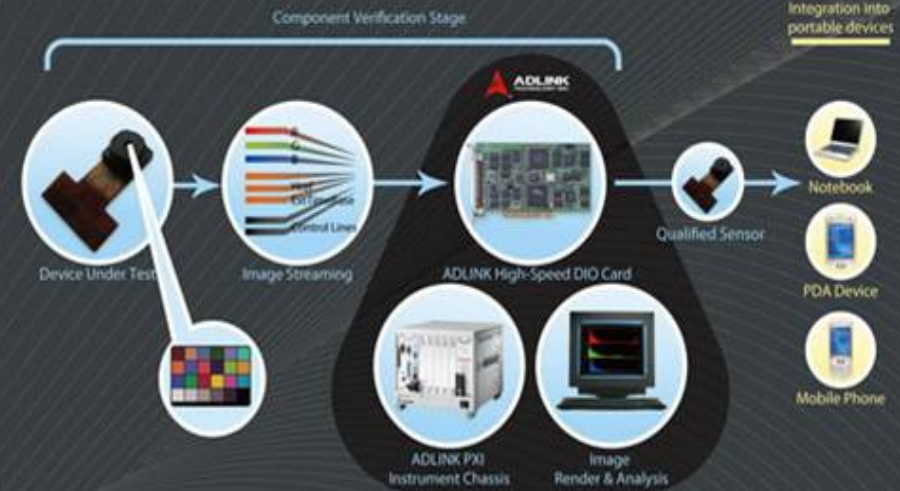 Component Verification Stage
Integration into
portable devices
ADLINK
Device Under Test
Image Streaming
Control Lines
ADLINK High-Speed DIO Card
Qualified Sensor
Notebook
PDA Device
Mobile Phone
ADLINK PXI
Instrument Chassis
Image
Render & Analysis